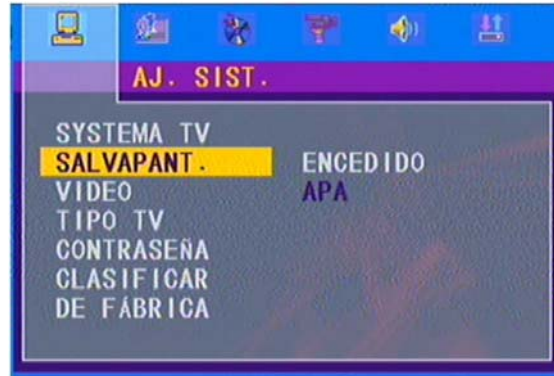 AJ. SIST.
SYSTEMA TV
SALVAPANT. ENCEDIDO
VIDEO APA
TIPO TV
CONTRASEÑA
CLASIFICAR
DE FÁBRICA